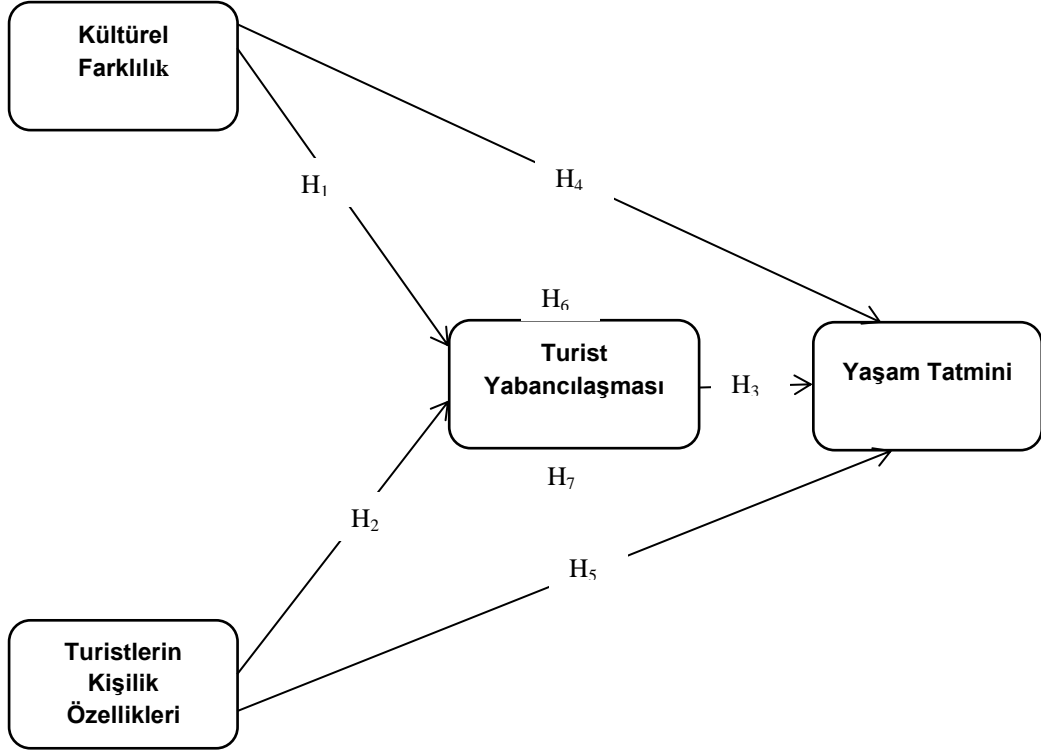 Kültürel
Farklılık
H₁
H₄
H₆
Turist
Yabancılaşması
H₃
Yaşam Tatmini
H₇
H₂
H₅
Turistlerin
Kişilik
Özellikleri